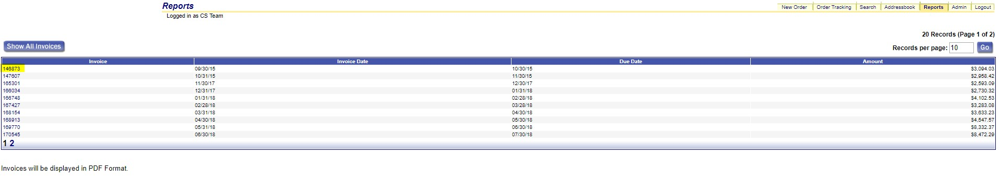 Reports
New Order Order Tracking Search Addressbook Reports Admin Logout
Logged in as CS Team
20 Records (Page 1 of 2)
Show All Invoices
Records per page: 10 Go
Invoice Invoice Date Due Date Amount
146873 09/30/15 10/30/15 $3,094.03
147607 10/31/15 11/30/15 $2,958.42
165301 11/30/17 12/30/17 $2,593.09
166034 12/31/17 01/31/18 $2,730.32
166748 01/31/18 02/28/18 $4,102.53
167427 02/28/18 03/28/18 $3,283.08
168154 03/31/18 04/30/18 $3,633.23
168913 04/30/18 05/30/18 $4,547.57
169770 05/31/18 06/30/18 $8,332.37
170545 06/30/18 07/30/18 $8,472.29
1 2
Invoices will be displayed in PDF Format.